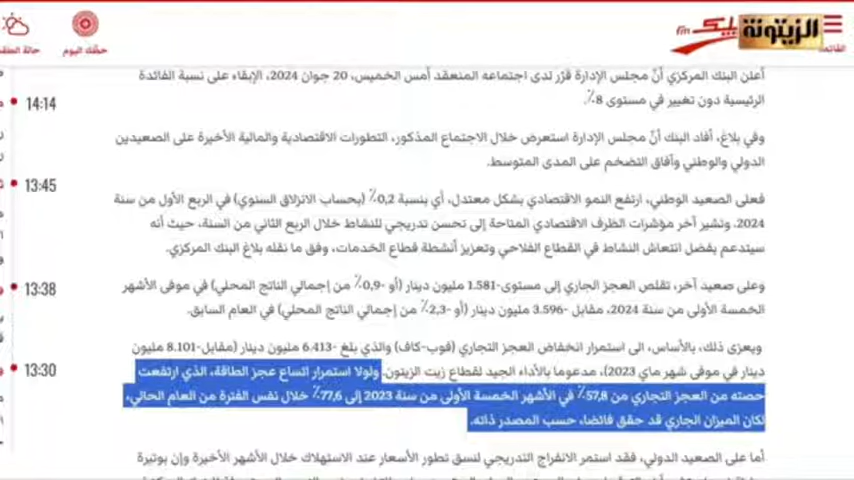 القائمة
الزيتونة
بيك fin
حظّك اليوم
حالة الطقس
أعلن البنك المركزي أنّ مجلس الإدارة قرّر لدى اجتماعه المنعقد أمس الخميس، 20 جوان 2024، الإبقاء على نسبة الفائدة
الرئيسية دون تغيير في مستوى 8٪.
وفي بلاغ، أفاد البنك أنّ مجلس الإدارة استعرض خلال الاجتماع المذكور، التطورات الاقتصادية والمالية الأخيرة على الصعيدين
الدولي والوطني وآفاق التضخم على المدى المتوسط.
فعلى الصعيد الوطني، ارتفع النمو الاقتصادي بشكل معتدل، أي بنسبة 0,2٪ (بحساب الانزلاق السنوي) في الربع الأول من سنة
2024. وتشير آخر مؤشرات الظرف الاقتصادي المتاحة إلى تحسن تدريجي للنشاط خلال الربع الثاني من السنة، حيث أنه
سيتدعم بفضل انتعاش النشاط في القطاع الفلاحي وتعزيز أنشطة قطاع الخدمات، وفق ما نقله بلاغ البنك المركزي.
وعلى صعيد آخر، تقلص العجز الجاري إلى مستوى-1.581 مليون دينار (أو -0,9٪ من إجمالي الناتج المحلي) في موفى الأشهر
الخمسة الأولى من سنة 2024، مقابل -3.596 مليون دينار (أو -2,3٪ من إجمالي الناتج المحلي) في العام السابق.
ويعزى ذلك، بالأساس، الى استمرار انخفاض العجز التجاري (فوب-كاف) والذي بلغ -6.413 مليون دينار (مقابل-8.101 مليون
دينار في موفى شهر ماي 2023)، مدعوما بالأداء الجيد لقطاع زيت الزيتون. ولولا استمرار اتساع عجز الطاقة، الذي ارتفعت
حصته من العجز التجاري من 57,8٪ في الأشهر الخمسة الأولى من سنة 2023 إلى 77,6٪ خلال نفس الفترة من العام الحالي،
لكان الميزان الجاري قد حقق فائضا، حسب المصدر ذاته.
أما على الصعيد الدولي، فقد استمر الانفراج التدريجي لنسق تطور الأسعار عند الاستهلاك خلال الأشهر الأخيرة وإن بوتيرة
14:14
13:45
13:38
13:30